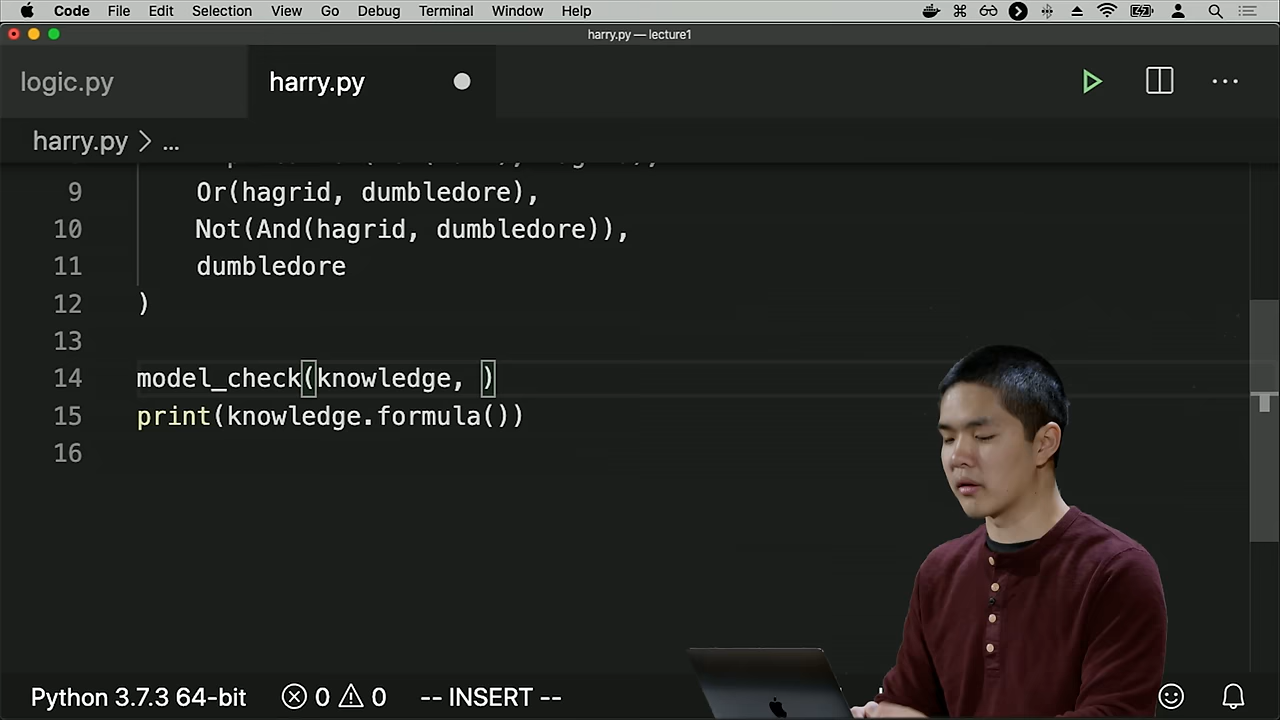 Code File Edit Selection View Go Debug Terminal Window Help
harry.py — lecture1
logic.py harry.py
harry.py > ...
9 Or(hagrid, dumbledore),
10 Not(And(hagrid, dumbledore)),
11 dumbledore
12 )
13
14 model_check(knowledge, )
15 print(knowledge.formula())
16
Python 3.7.3 64-bit 0 0 -- INSERT --